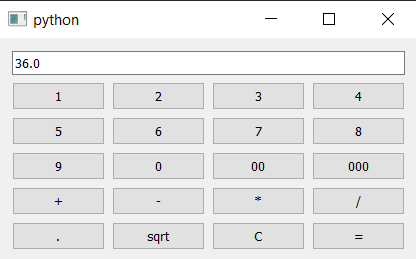 python
36.0
1 2 3 4
5 6 7 8
9 0 00 000
+ - * /
. sqrt C =